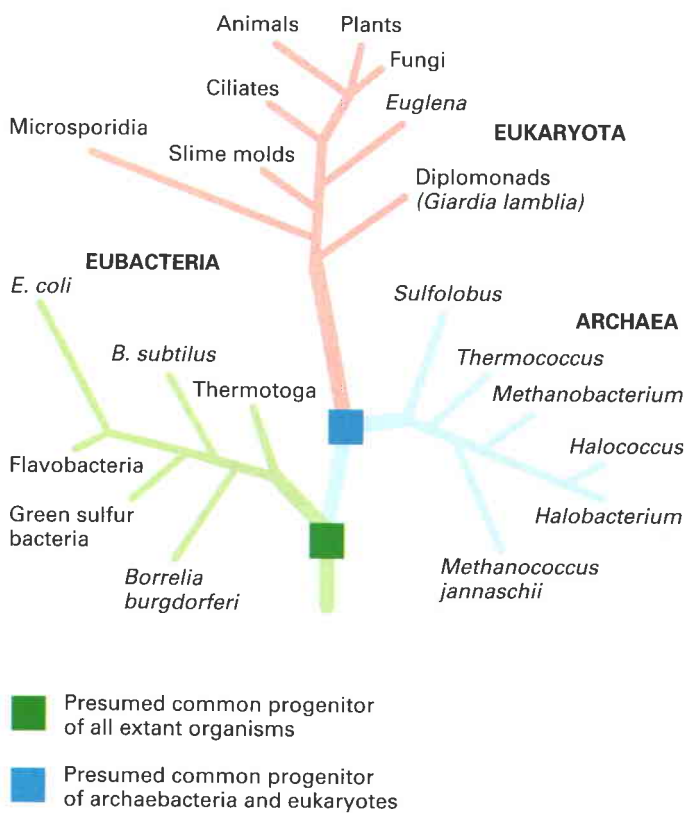 Animals
Plants
Fungi
Ciliates
Euglena
Microsporidia
EUKARYOTA
Slime molds
Diplomonads
(Giardia lamblia)
EUBACTERIA
E. coli
Sulfolobus
ARCHAEA
B. subtilus
Thermococcus
Thermotoga
Methanobacterium
Halococcus
Flavobacteria
Green sulfur
bacteria
Halobacterium
Borrelia
burgdorferi
Methanococcus
jannaschii
Presumed common progenitor
of all extant organisms
Presumed common progenitor
of archaebacteria and eukaryotes